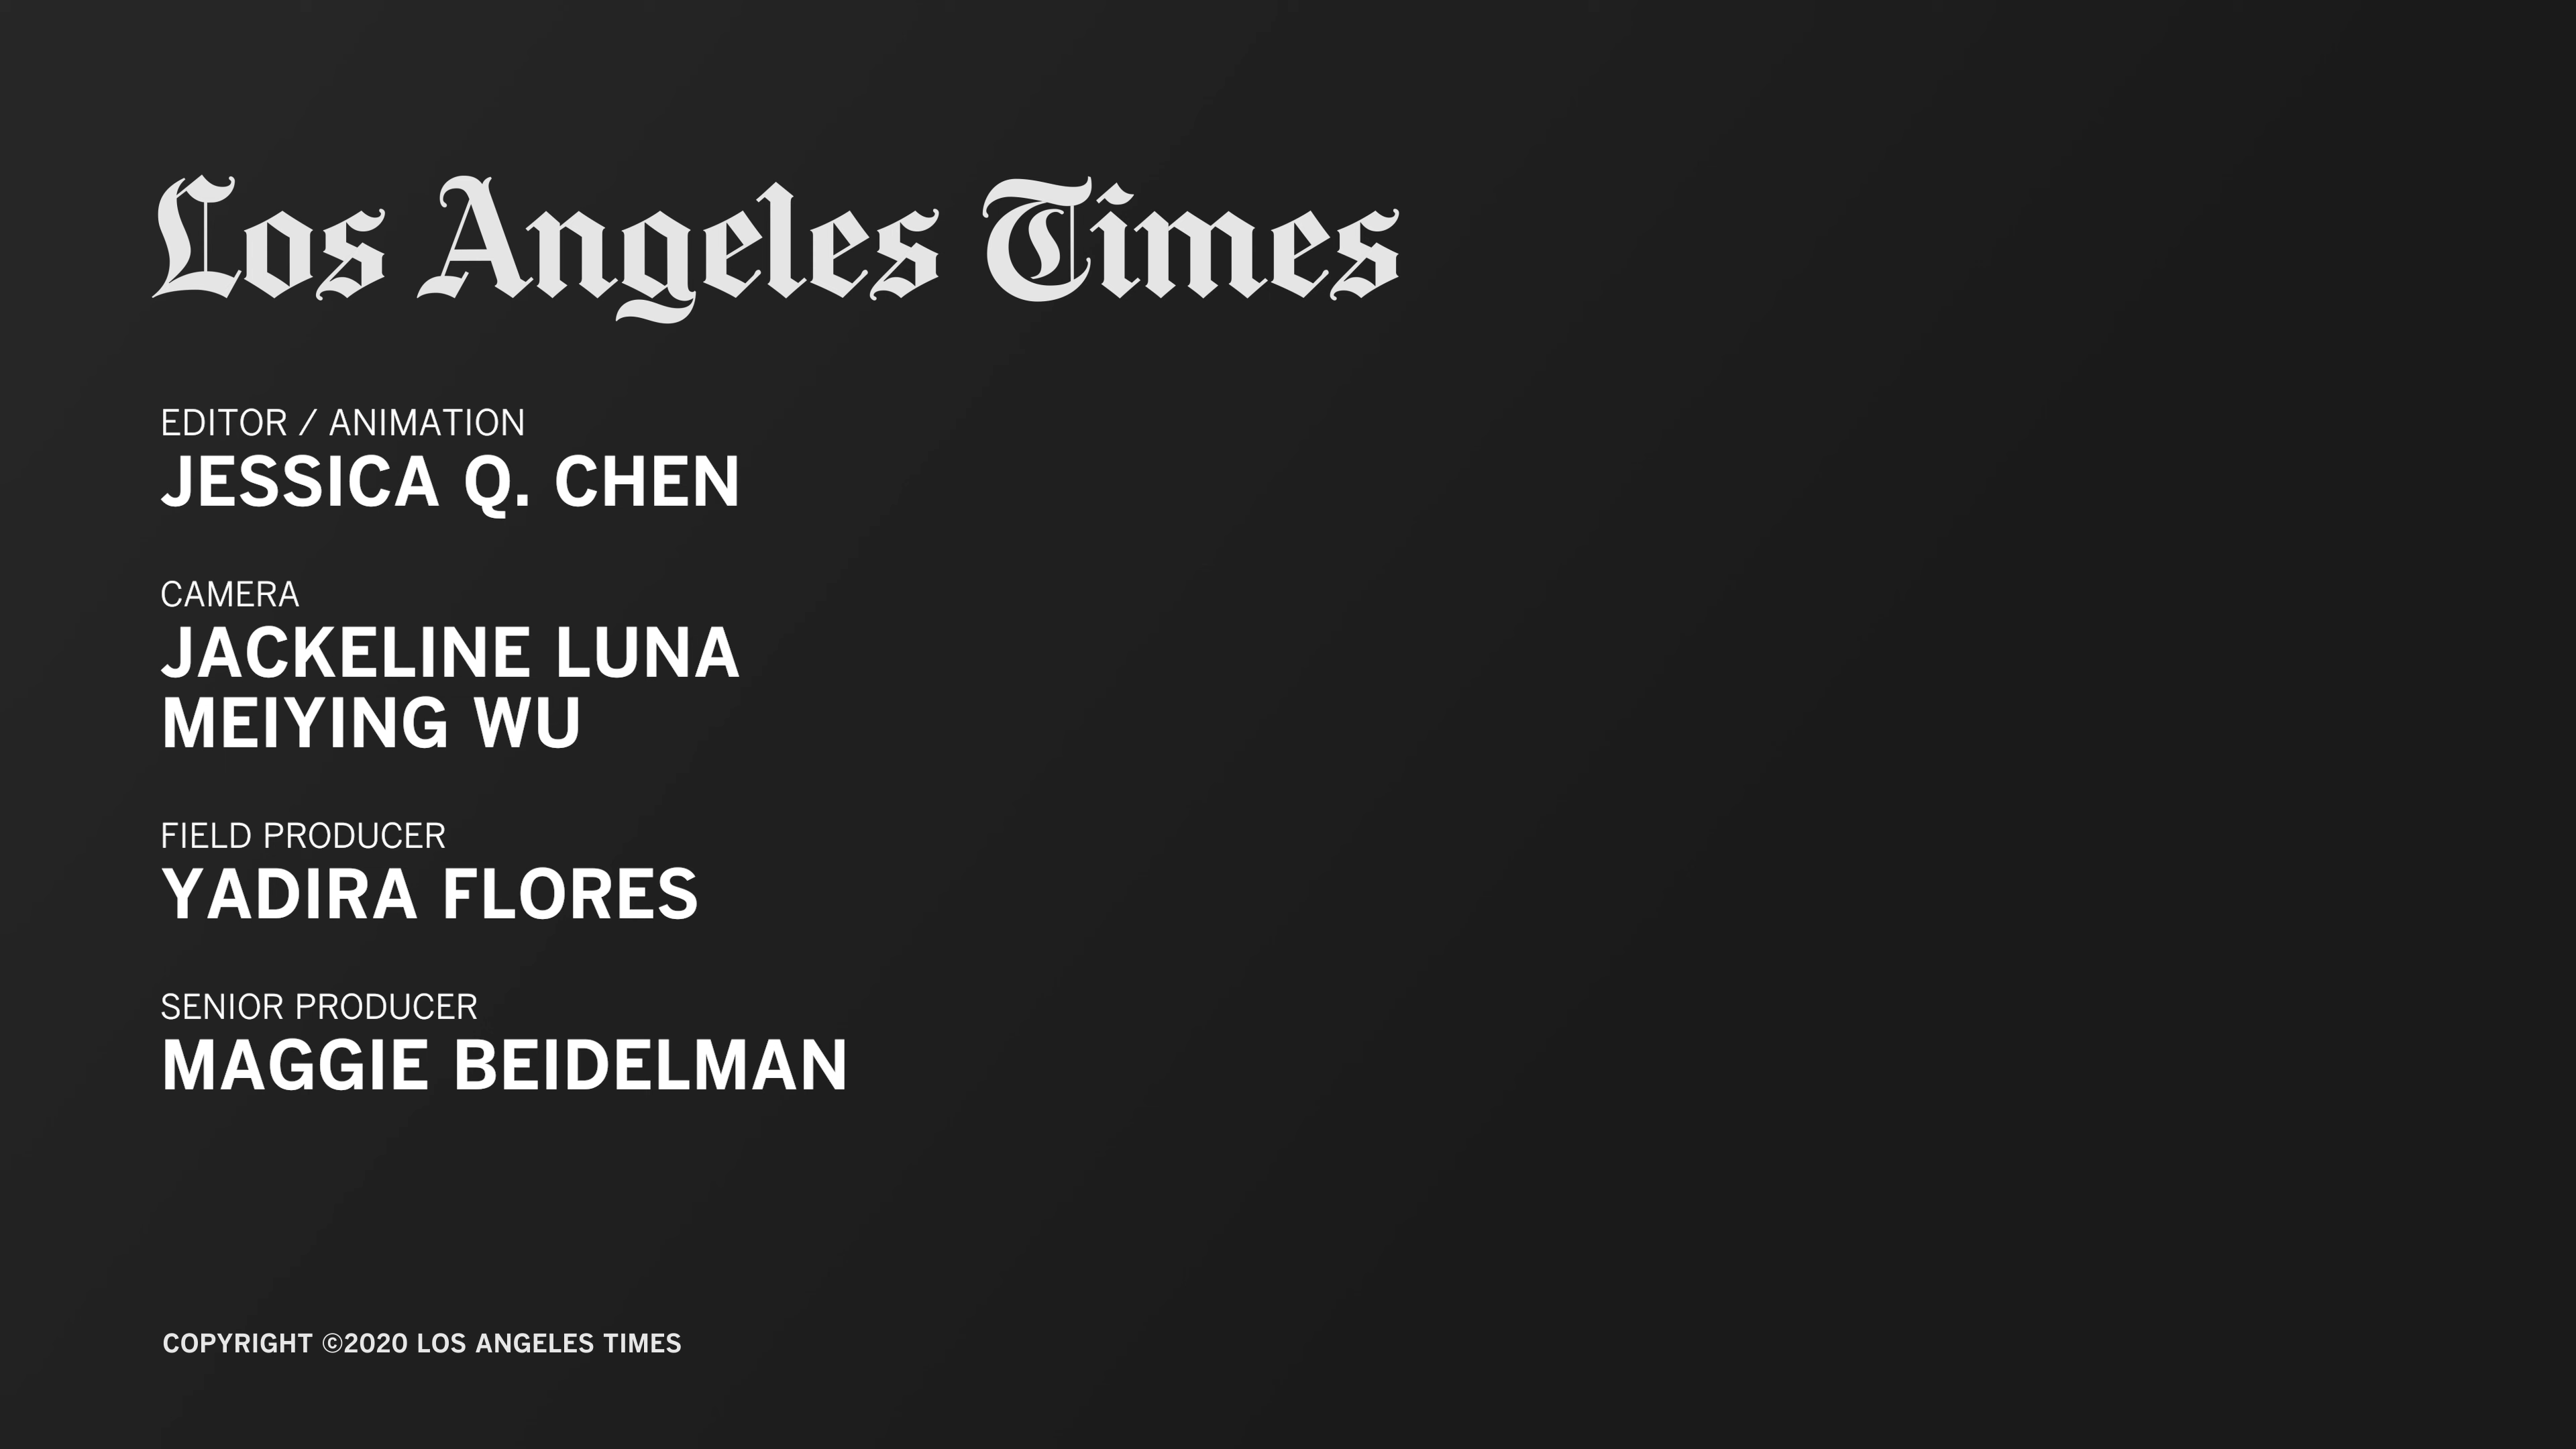 Los Angeles Times
EDITOR / ANIMATION
JESSICA Q. CHEN
CAMERA
JACKELINE LUNA
MEIYING WU
FIELD PRODUCER
YADIRA FLORES
SENIOR PRODUCER
MAGGIE BEIDELMAN
COPYRIGHT ©2020 LOS ANGELES TIMES